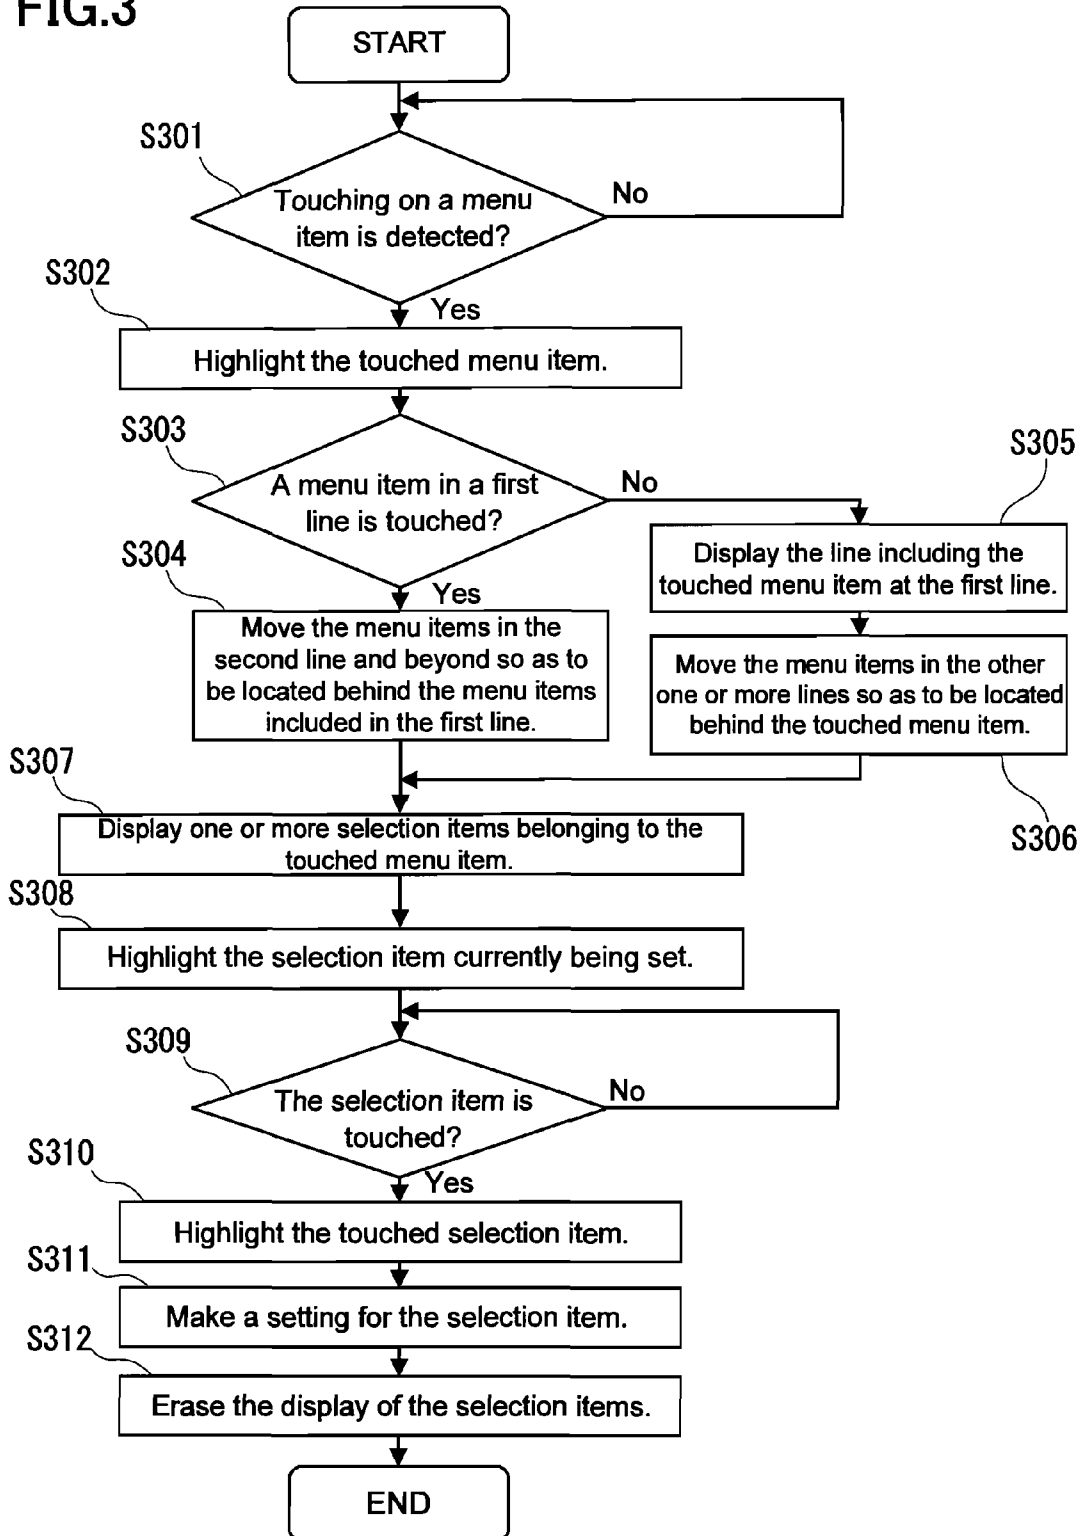 FIG.3
START
S301
Touching on a menu
item is detected?
No
Yes
S302
Highlight the touched menu item.
S303
A menu item in a first
line is touched?
No
Yes
S304
Move the menu items in the
second line and beyond so as to
be located behind the menu items
included in the first line.
S305
Display the line including the
touched menu item at the first line.
Move the menu items in the other
one or more lines so as to be located
behind the touched menu item.
S306
S307
Display one or more selection items belonging to the
touched menu item.
S308
Highlight the selection item currently being set.
S309
The selection item is
touched?
No
Yes
S310
Highlight the touched selection item.
S311
Make a setting for the selection item.
S312
Erase the display of the selection items.
END